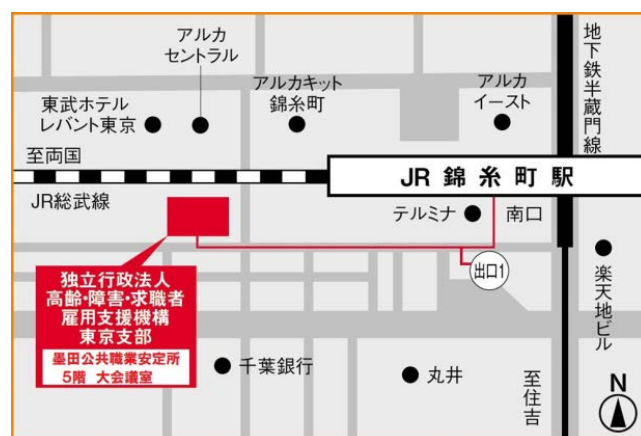 アルカ
セントラル
東武ホテル
レバント東京
アルカキット
錦糸町
アルカ
イースト
地下鉄半蔵門線
至両国
JR総武線
JR錦糸町駅
テルミナ
南口
出口1
独立行政法人
高齢・障害・求職者
雇用支援機構
東京支部
墨田公共職業安定所
5階 大会議室
楽天地ビル
千葉銀行
丸井
至住吉
N